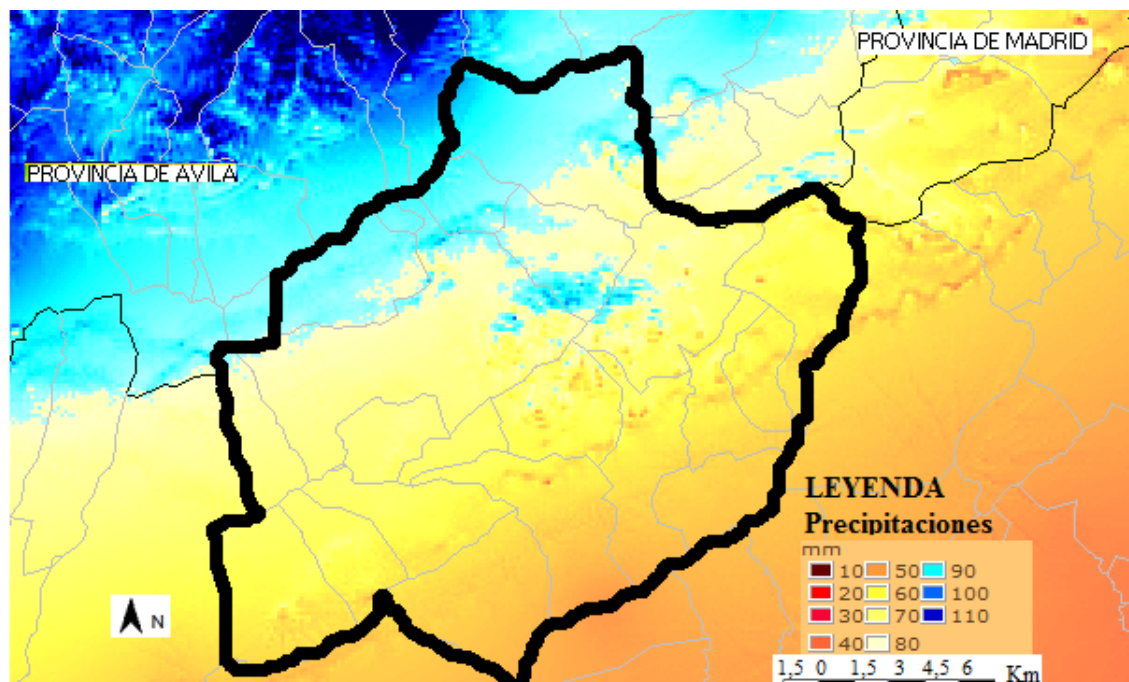 PROVINCIA DE MADRID
PROVINCIA DE AVILA
LEYENDA
Precipitaciones
mm
10 50 90
20 60 100
30 70 110
40 80
N
1,5 0 1,5 3 4,5 6 Km